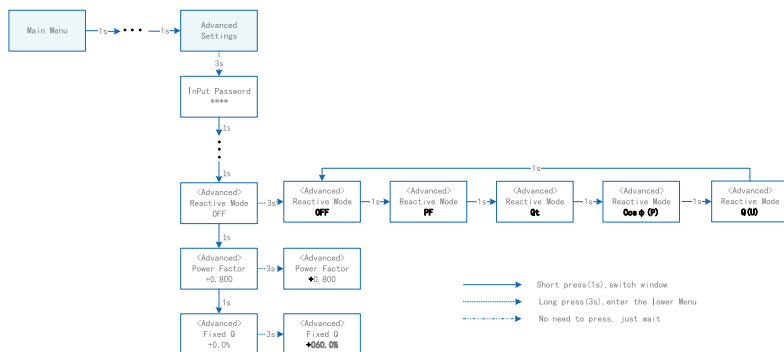 Main Menu
1s
1s
Advanced
Settings
3s
InPut Password
****
1s
1s
<Advanced>
Reactive Mode
OFF
3s
<Advanced>
Reactive Mode
OFF
1s
<Advanced>
Reactive Mode
PF
1s
<Advanced>
Reactive Mode
Qt
1s
<Advanced>
Reactive Mode
Cosφ(P)
1s
<Advanced>
Reactive Mode
Q(U)
1s
1s
<Advanced>
Power Factor
+0.800
3s
<Advanced>
Power Factor
+0.800
1s
<Advanced>
Fixed Q
+0.0%
3s
<Advanced>
Fixed Q
+060.0%
Short press(1s),switch window
Long press(3s),enter the lower Menu
No need to press, just wait